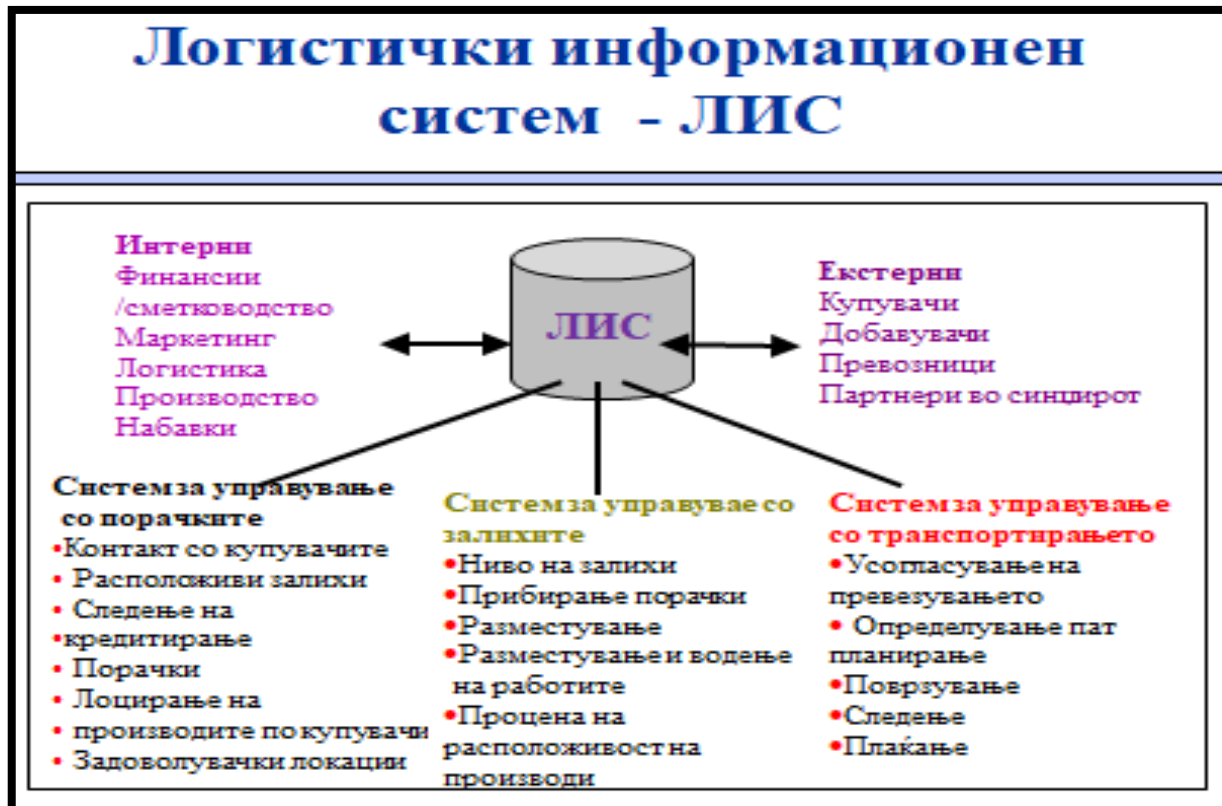 Логистички информационен
систем - ЛИС
Интерни
Финансии
/сметководство
Маркетинг
Логистика
Производство
Набавки
ЛИС
Екстерни
Купувачи
Добавувачи
Превозници
Партнери во синџирот
Систем за управување
со порачките
•Контакт со купувачите
• Расположиви залихи
• Следење на
•кредитирање
• Порачки
• Лоцирање на
• производите по купувачи
• Задоволувачки локации
Систем за управувае со
залихите
•Ниво на залихи
•Прибирање порачки
•Разместување
•Разместување и водење
на работите
•Процена на
расположивост на
производи
Систем за управување
со транспортирањето
•Усогласување на
превезувањето
• Определување пат
планирање
•Поврзување
•Следење
•Плаќање